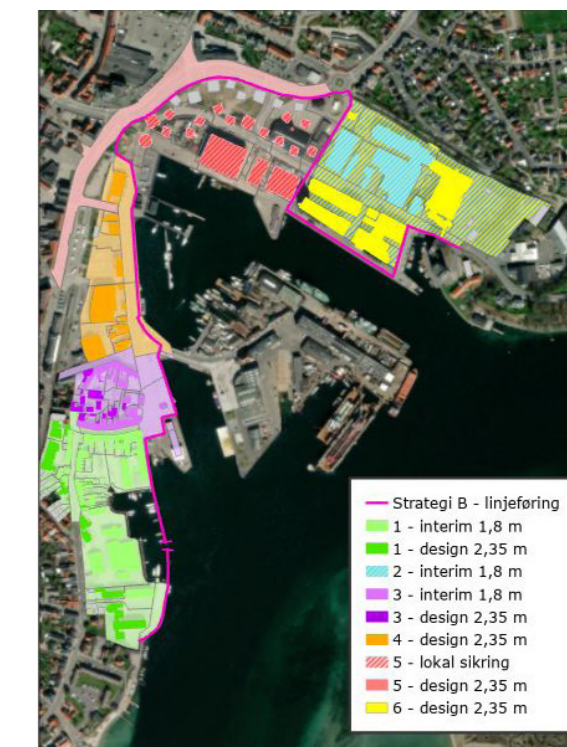 Strategi B - linjeføring
1 - interim 1,8 m
1 - design 2,35 m
2 - interim 1,8 m
3 - interim 1,8 m
3 - design 2,35 m
4 - design 2,35 m
5 - lokal sikring
5 - design 2,35 m
6 - design 2,35 m